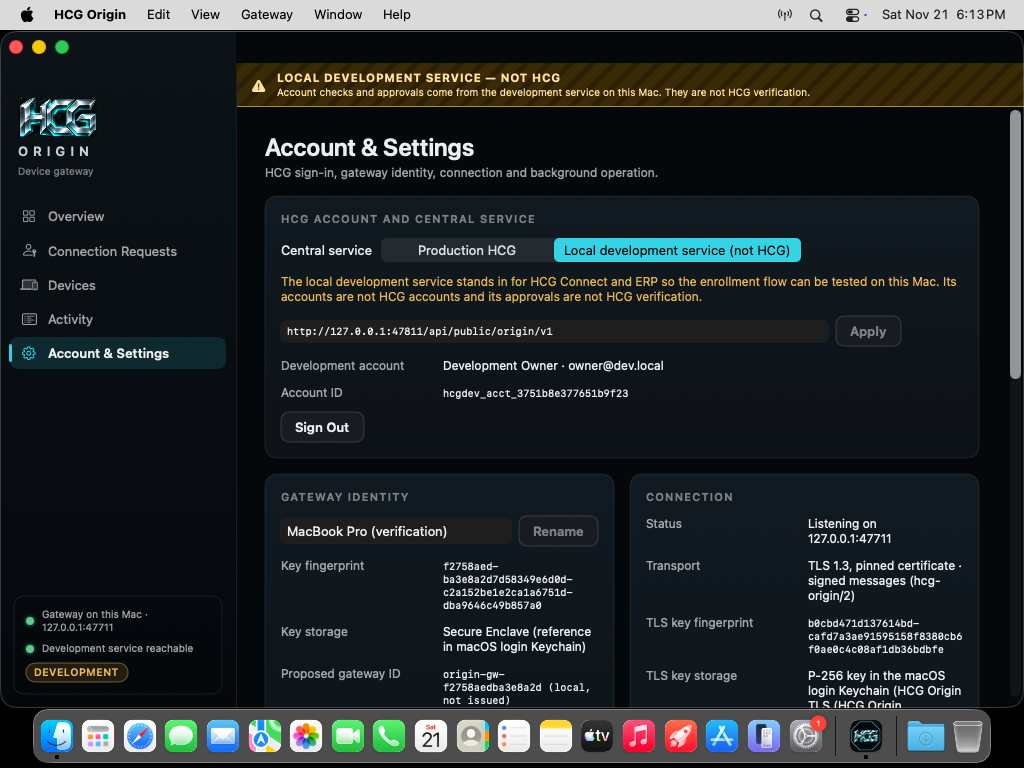 HCG Origin Edit View Gateway Window Help Sat Nov 21 6:13 PM
HCG
ORIGIN
Device gateway
Overview
Connection Requests
Devices
Activity
Account & Settings
Gateway on this Mac ·
127.0.0.1:47711
Development service reachable
DEVELOPMENT
LOCAL DEVELOPMENT SERVICE — NOT HCG
Account checks and approvals come from the development service on this Mac. They are not HCG verification.
Account & Settings
HCG sign-in, gateway identity, connection and background operation.
HCG ACCOUNT AND CENTRAL SERVICE
Central service Production HCG Local development service (not HCG)
The local development service stands in for HCG Connect and ERP so the enrollment flow can be tested on this Mac. Its
accounts are not HCG accounts and its approvals are not HCG verification.
http://127.0.0.1:47811/api/public/origin/v1 Apply
Development account Development Owner · owner@dev.local
Account ID hcgdev_acct_3751b8e377651b9f23
Sign Out
GATEWAY IDENTITY
MacBook Pro (verification) Rename
Key fingerprint f2758aed-
ba3e8a2d7d58349e6d0d-
c2a152be1e2ca1a6751d-
dba9646c49b857a0
Key storage Secure Enclave (reference
in macOS login Keychain)
Proposed gateway ID origin-gw-
f2758aedba3e8a2d (local,
not issued)
CONNECTION
Status Listening on
127.0.0.1:47711
Transport TLS 1.3, pinned certificate ·
signed messages (hcg-
origin/2)
TLS key fingerprint b0cbd471d137614bd-
cafd7a3ae91595158f8380cb6
f0ae0c4c08af1db36bdbfe
TLS key storage P-256 key in the macOS
login Keychain (HCG Origin
TLS (HCG Origin
Sat
21
tv
1
HCG